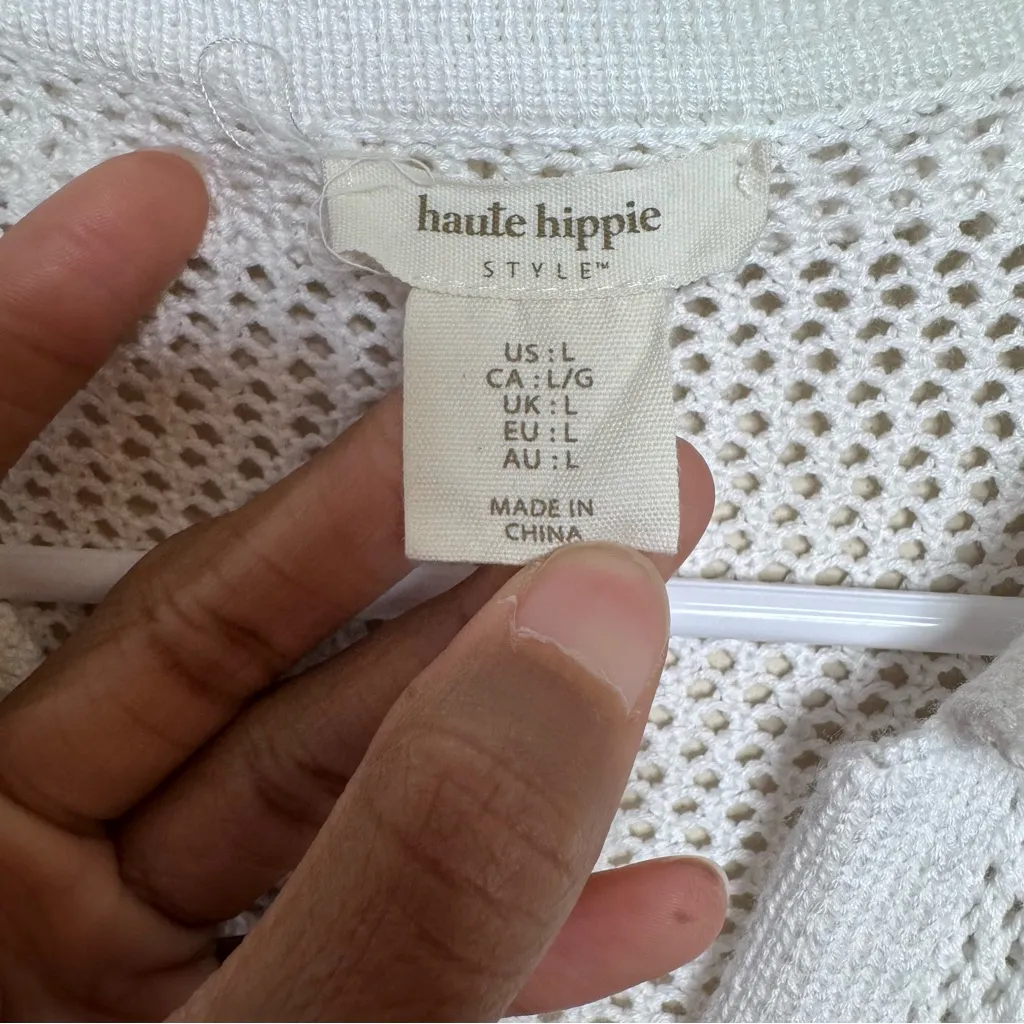 haute hippie
STYLE™
US : L
CA : L/G
UK : L
EU : L
AU : L
MADE IN
CHINA